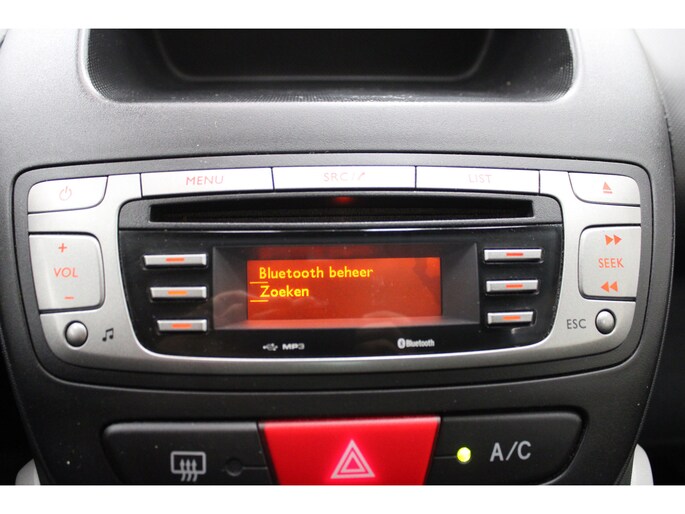 MENU
SRC
LIST
+
VOL
−
SEEK
Bluetooth beheer
Zoeken
ESC
MP3
Bluetooth
A/C